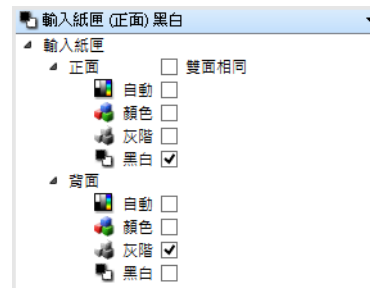 輸入紙匣 (正面) 黑白
輸入紙匣
正面 雙面相同
自動
顏色
灰階
黑白
背面
自動
顏色
灰階
黑白